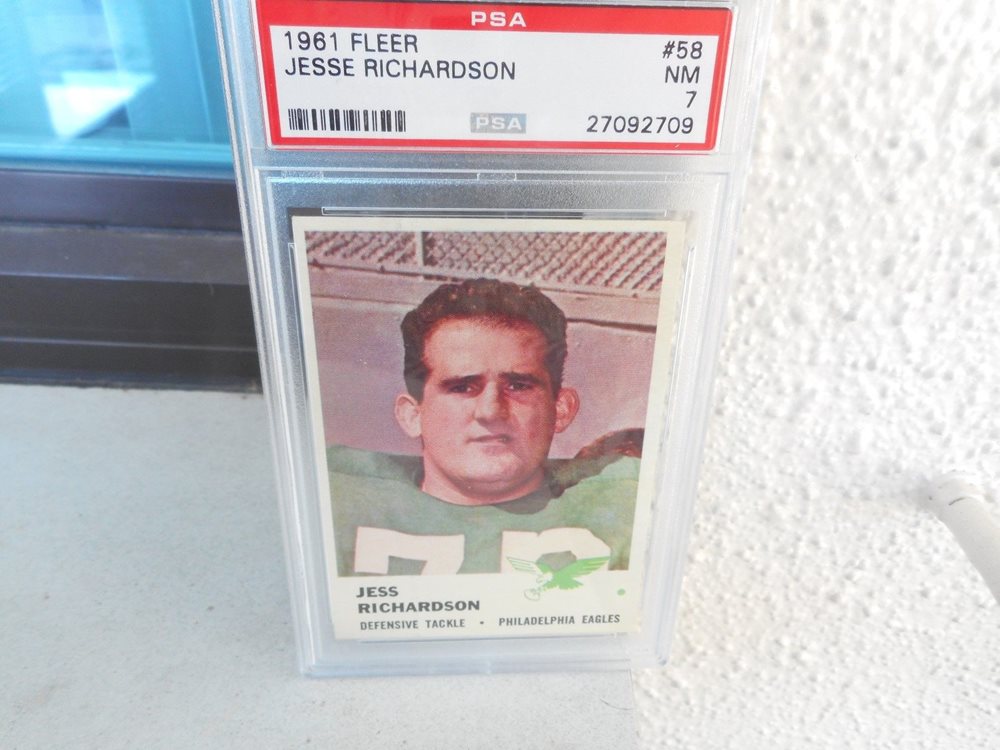 PSA
1961 FLEER #58
JESSE RICHARDSON NM
7
PSA 27092709
JESS
RICHARDSON
DEFENSIVE TACKLE • PHILADELPHIA EAGLES